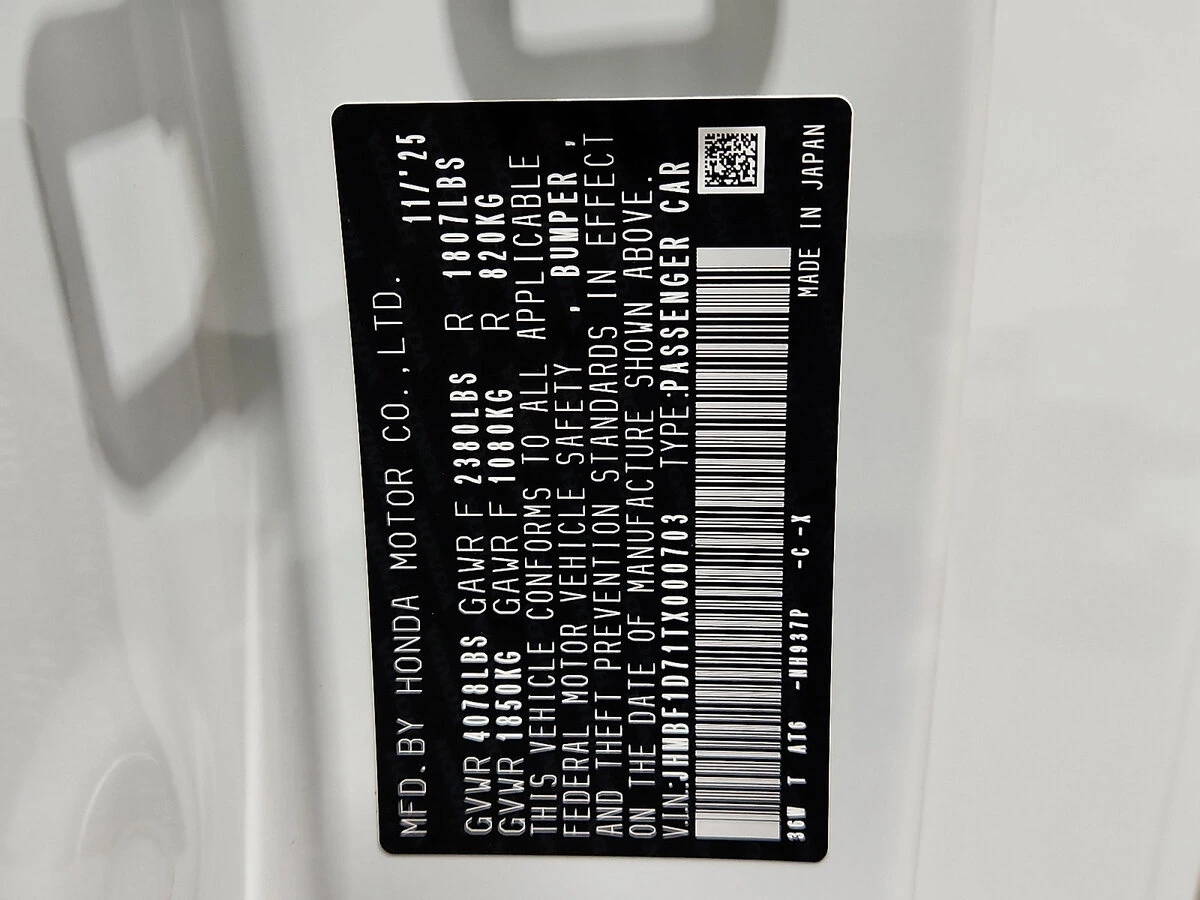 MFD.BY HONDA MOTOR CO.,LTD. 11/'25
GVWR 4078LBS GAWR F 2380LBS R 1807LBS
GVWR 1850KG GAWR F 1080KG R 820KG
THIS VEHICLE CONFORMS TO ALL APPLICABLE
FEDERAL MOTOR VEHICLE SAFETY , BUMPER ,
AND THEFT PREVENTION STANDARDS IN EFFECT
ON THE DATE OF MANUFACTURE SHOWN ABOVE.
V.I.N:JHMBF1D71TX000703 TYPE:PASSENGER CAR
36W T AT6 -NH937P -C -X MADE IN JAPAN